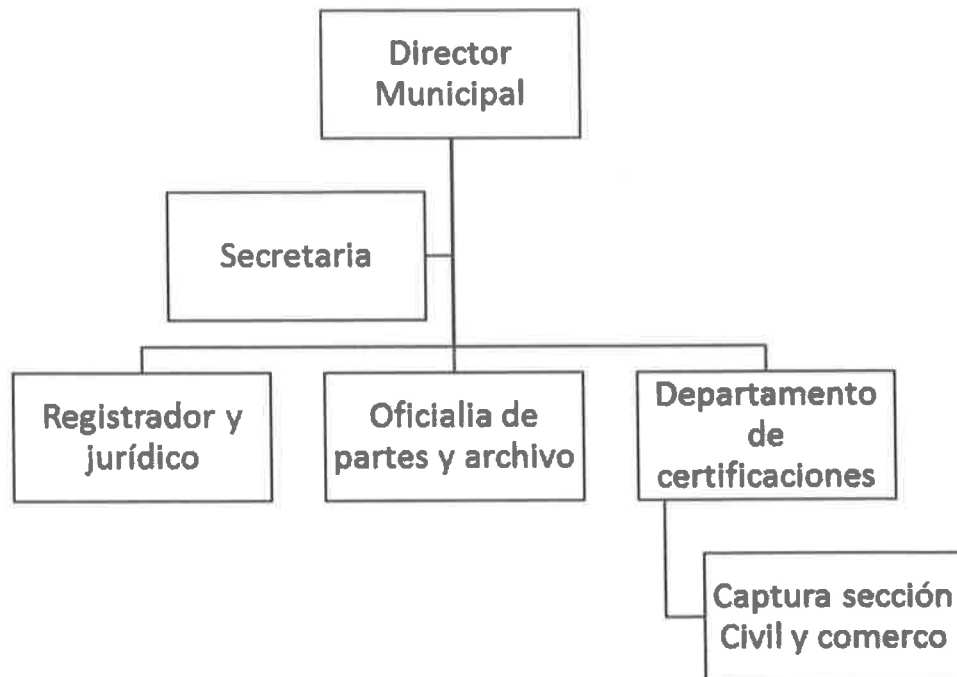 Director
Municipal
Secretaria
Registrador y
jurídico
Oficialia de
partes y archivo
Departamento
de
certificaciones
Captura sección
Civil y comerco